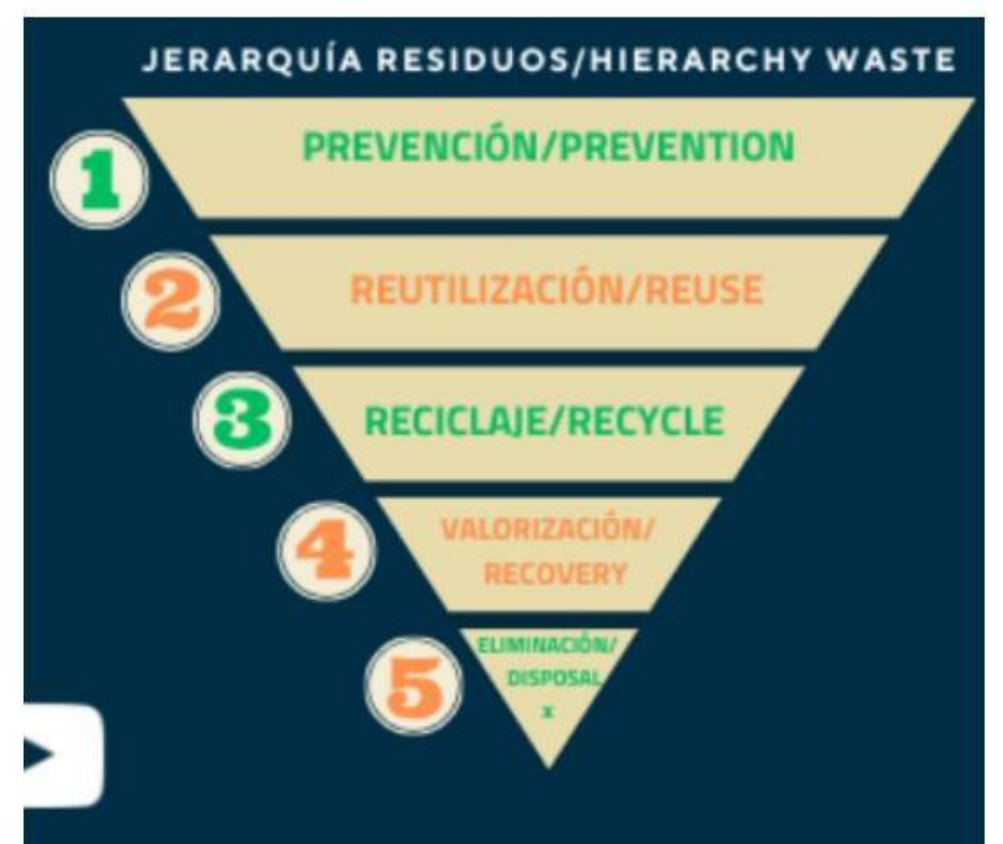 JERARQUÍA RESIDUOS/HIERARCHY WASTE
1
PREVENCIÓN/PREVENTION
2
REUTILIZACIÓN/REUSE
3
RECICLAJE/RECYCLE
4
VALORIZACIÓN/
RECOVERY
5
ELIMINACIÓN/
DISPOSAL
x